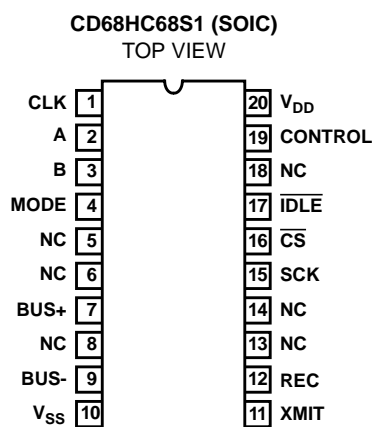 CD68HC68S1 (SOIC)
TOP VIEW
CLK 1 20 VDD
A 2 19 CONTROL
B 3 18 NC
MODE 4 17 IDLE
NC 5 16 CS
NC 6 15 SCK
BUS+ 7 14 NC
NC 8 13 NC
BUS- 9 12 REC
VSS 10 11 XMIT